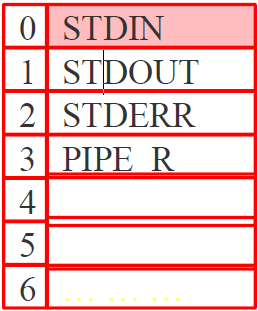 0 STDIN
1 STDOUT
2 STDERR
3 PIPE_R
4
5
6 ... ... ...